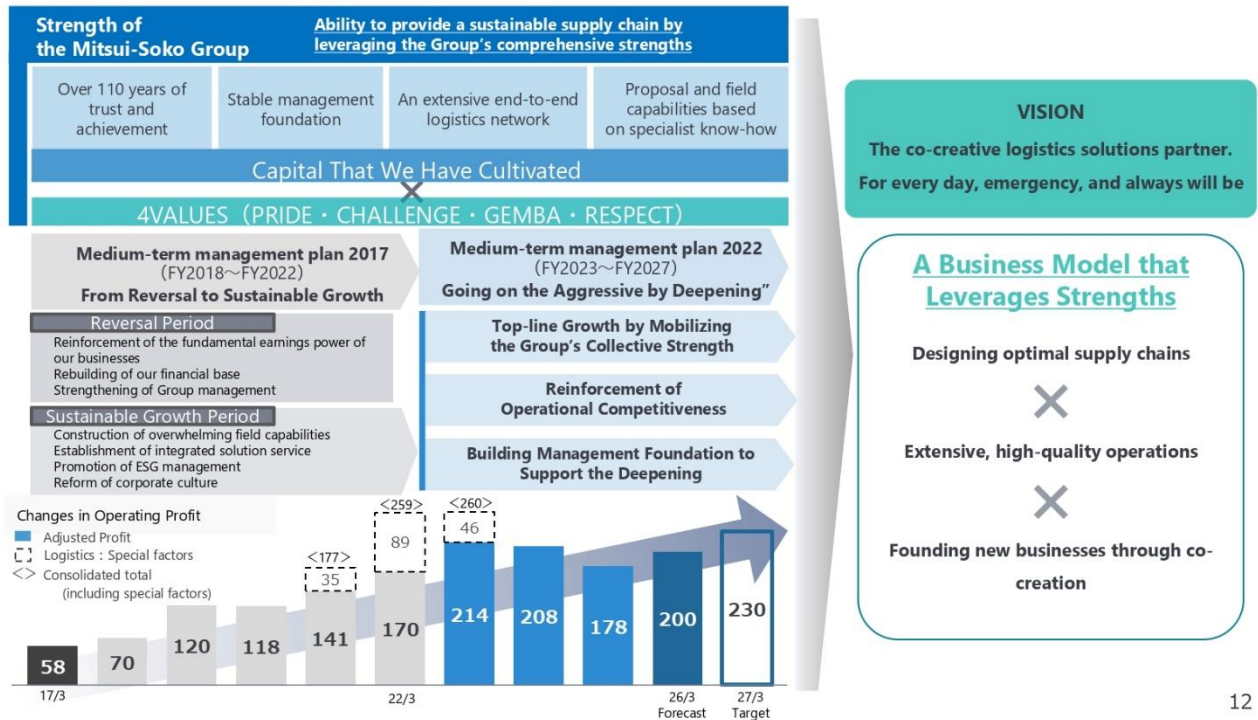 Strength of
the Mitsui-Soko Group
Ability to provide a sustainable supply chain by
leveraging the Group's comprehensive strengths
Over 110 years of
trust and
achievement
Stable management
foundation
An extensive end-to-end
logistics network
Proposal and field
capabilities based
on specialist know-how
Capital That We Have Cultivated
×
4VALUES（PRIDE・CHALLENGE・GEMBA・RESPECT）
Medium-term management plan 2017
（FY2018～FY2022）
From Reversal to Sustainable Growth
Medium-term management plan 2022
（FY2023～FY2027）
Going on the Aggressive by Deepening”
Reversal Period
Reinforcement of the fundamental earnings power of
our businesses
Rebuilding of our financial base
Strengthening of Group management
Sustainable Growth Period
Construction of overwhelming field capabilities
Establishment of integrated solution service
Promotion of ESG management
Reform of corporate culture
Top-line Growth by Mobilizing
the Group's Collective Strength
Reinforcement of
Operational Competitiveness
Building Management Foundation to
Support the Deepening
Changes in Operating Profit
Adjusted Profit
Logistics：Special factors
<> Consolidated total
(including special factors)
<177>
<259>
<260>
35
89
46
58
70
120
118
141
170
214
208
178
200
230
17/3
22/3
26/3
Forecast
27/3
Target
VISION
The co-creative logistics solutions partner.
For every day, emergency, and always will be
A Business Model that
Leverages Strengths
Designing optimal supply chains
×
Extensive, high-quality operations
×
Founding new businesses through co-
creation
12